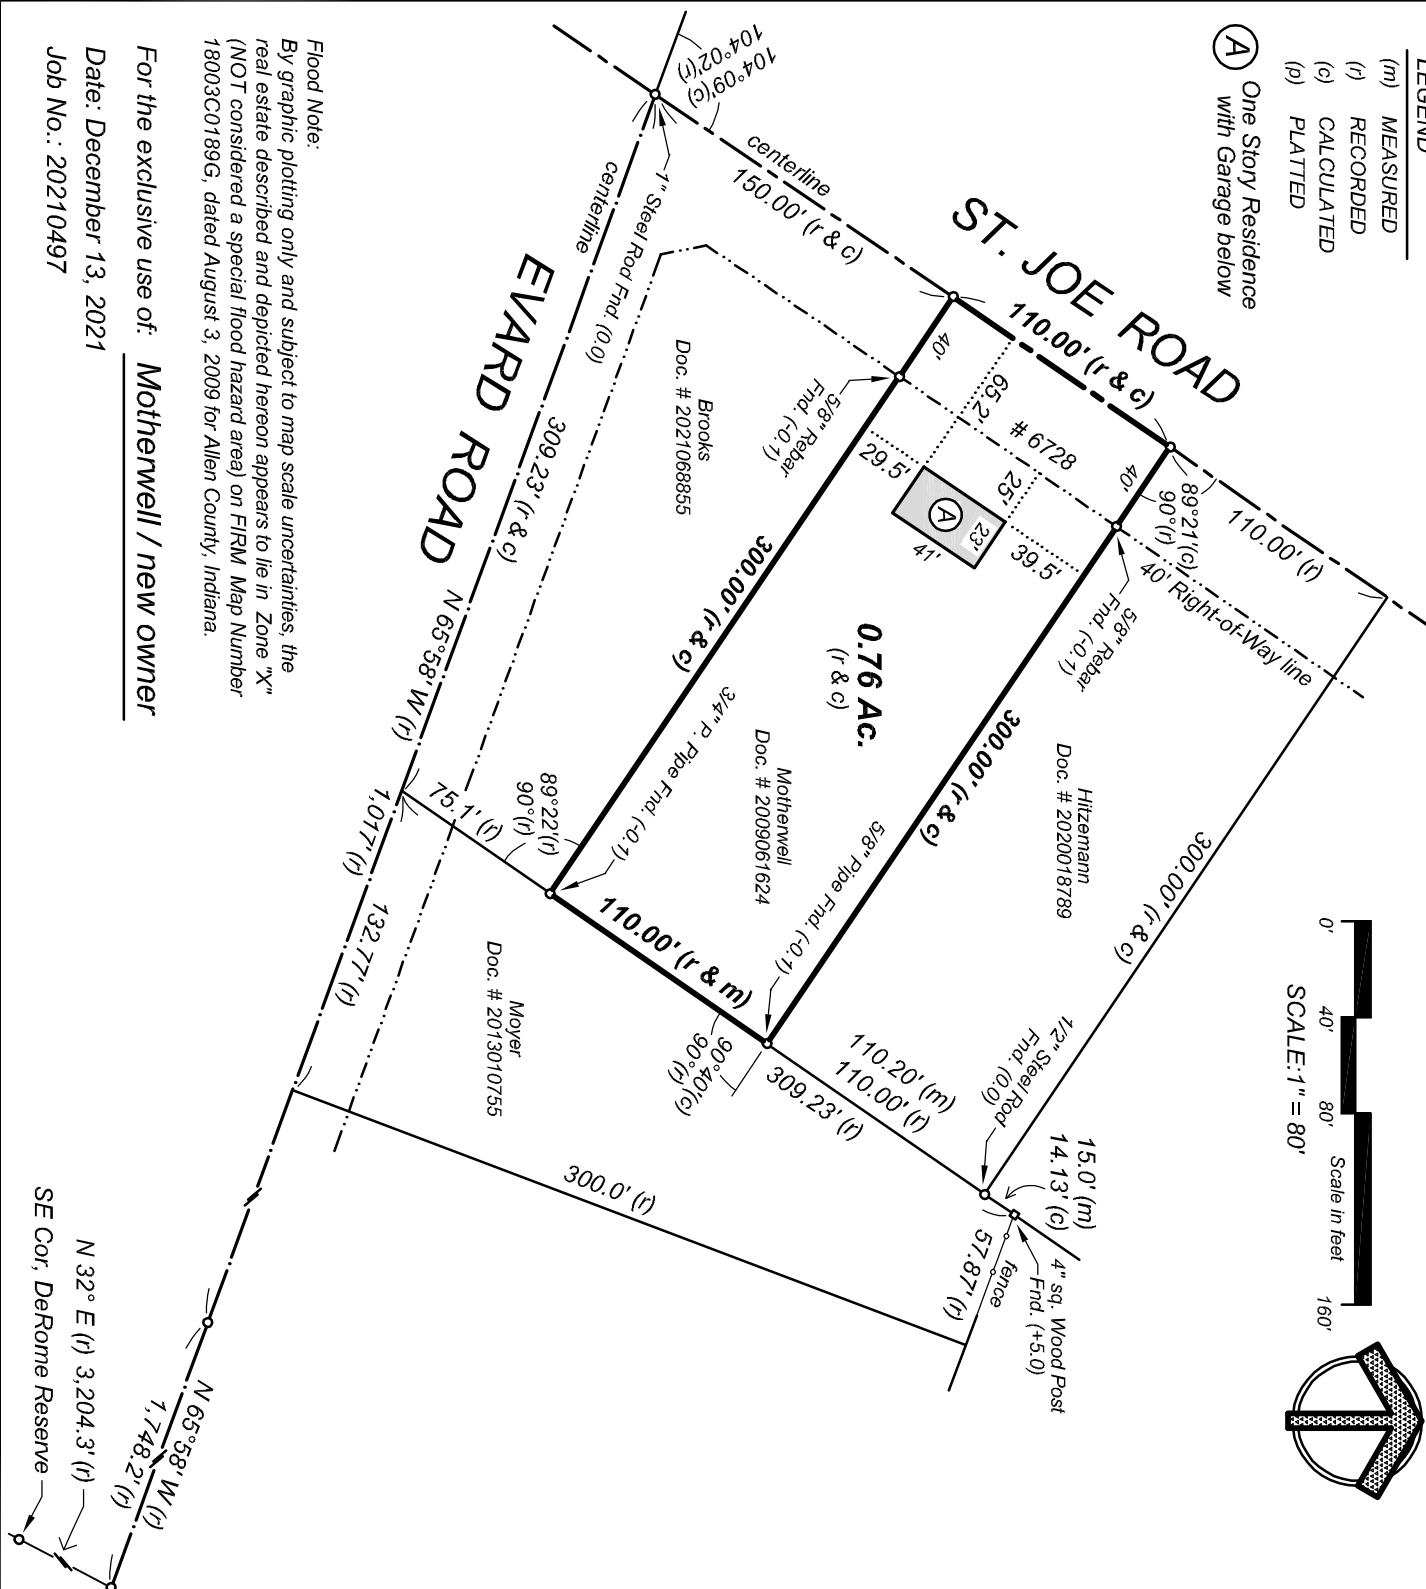 LEGEND
(m) MEASURED
(r) RECORDED
(c) CALCULATED
(p) PLATTED
A One Story Residence
with Garage below
ST. JOE ROAD
centerline
150.00' (r & c)
110.00' (r & c)
110.00' (r)
104°02'(r)
104°09'(c)
1" Steel Rod Fnd. (0.0)
centerline
EVARD ROAD
309.23' (r & c)
N 65°58' W (r)
1,017' (r)
132.77' (r)
40'
5/8" Rebar
Fnd. (-0.1)
65.2'
# 6728
29.5'
25'
A
23'
41'
39.5'
40'
89°21'(c)
90°(r)
5/8" Rebar
Fnd. (-0.1)
40' Right-of-Way line
Brooks
Doc. # 2021068855
300.00' (r & c)
0.76 Ac.
(r & c)
Motherwell
Doc. # 2009061624
300.00' (r & c)
Hitzemann
Doc. # 2020018789
300.00' (r & c)
3/4" P. Pipe Fnd. (-0.1)
5/8" Pipe Fnd. (-0.1)
75.1' (r)
89°22'(r)
90°(r)
110.00' (r & m)
90°40'(c)
90°(r)
Moyer
Doc. # 2013010755
110.20' (m)
110.00' (r)
309.23' (r)
1/2" Steel Rod
Fnd. (0.0)
15.0' (m)
14.13' (c)
4" sq. Wood Post
Fnd. (+5.0)
fence
57.87' (r)
300.0' (r)
0' 40' 80' 160'
Scale in feet
SCALE:1" = 80'
N 65°58' W (r)
1,748.2' (r)
N 32° E (r) 3,204.3' (r)
SE Cor, DeRome Reserve
Flood Note:
By graphic plotting only and subject to map scale uncertainties, the
real estate described and depicted hereon appears to lie in Zone "X"
(NOT considered a special flood hazard area) on FIRM Map Number
18003C0189G, dated August 3, 2009 for Allen County, Indiana.
For the exclusive use of: Motherwell / new owner
Date: December 13, 2021
Job No.: 20210497